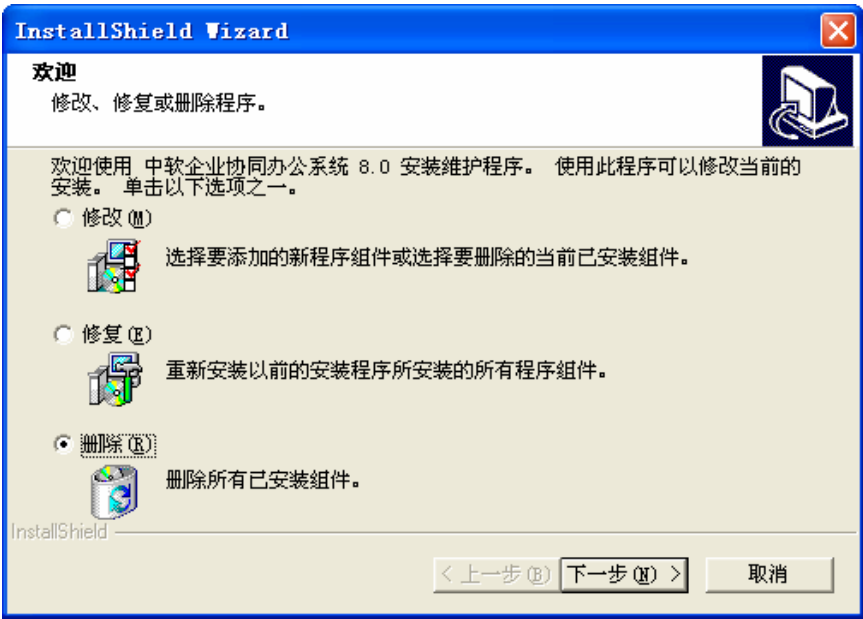 InstallShield Wizard
欢迎
修改、修复或删除程序。
欢迎使用 中软企业协同办公系统 8.0 安装维护程序。 使用此程序可以修改当前的
安装。 单击以下选项之一。
修改(M)
选择要添加的新程序组件或选择要删除的当前已安装组件。
修复(E)
重新安装以前的安装程序所安装的所有程序组件。
删除(R)
删除所有已安装组件。
InstallShield
< 上一步(B) 下一步(N) > 取消